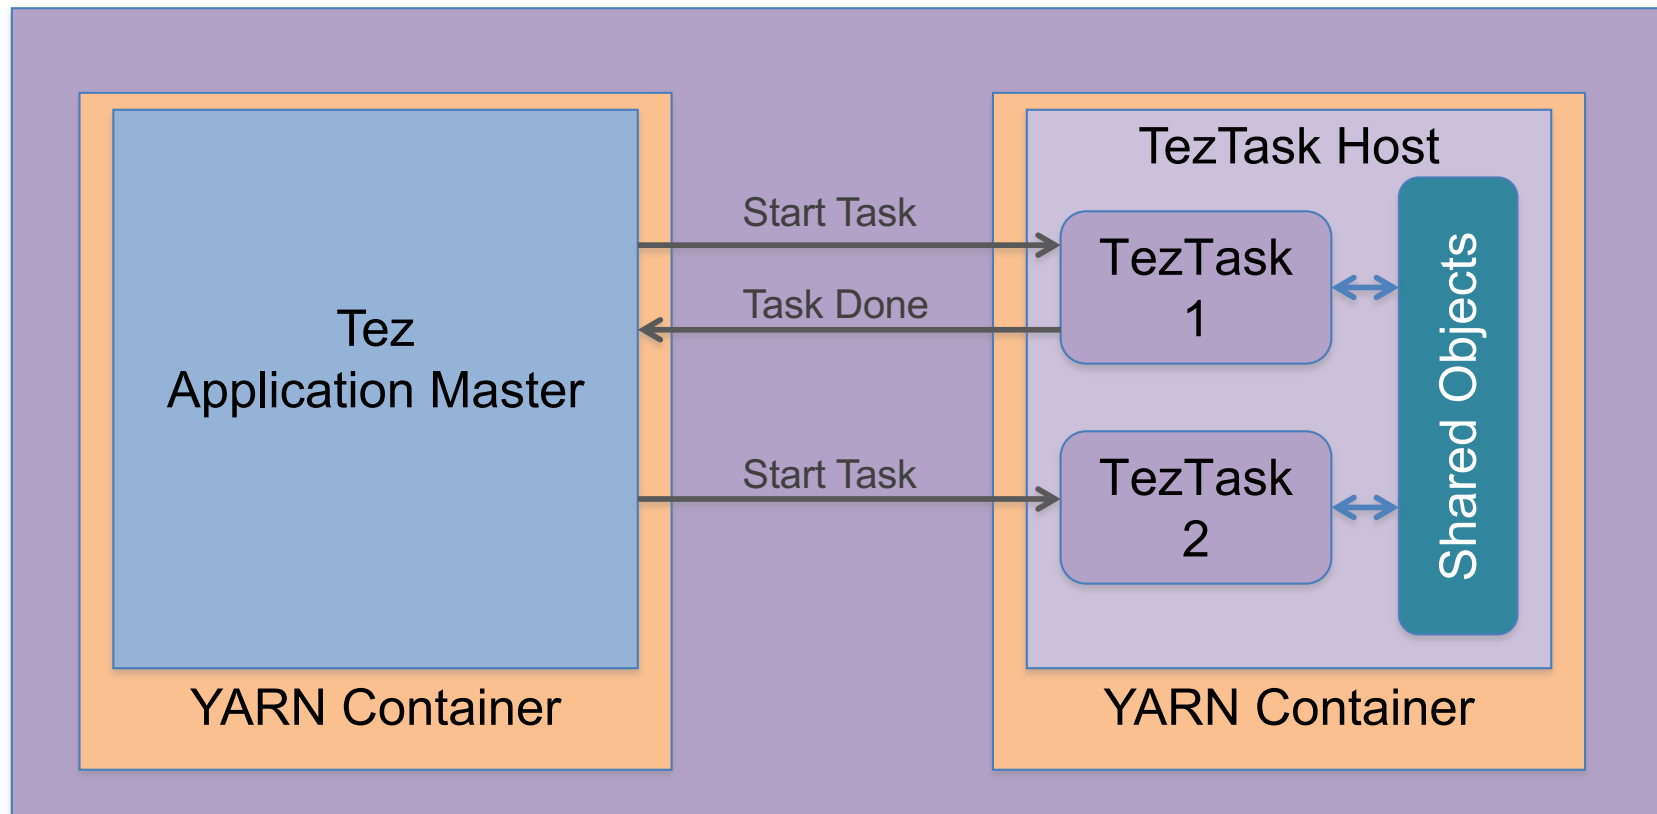 Tez
Application Master
YARN Container
Start Task
Task Done
Start Task
TezTask Host
TezTask
1
TezTask
2
Shared Objects
YARN Container